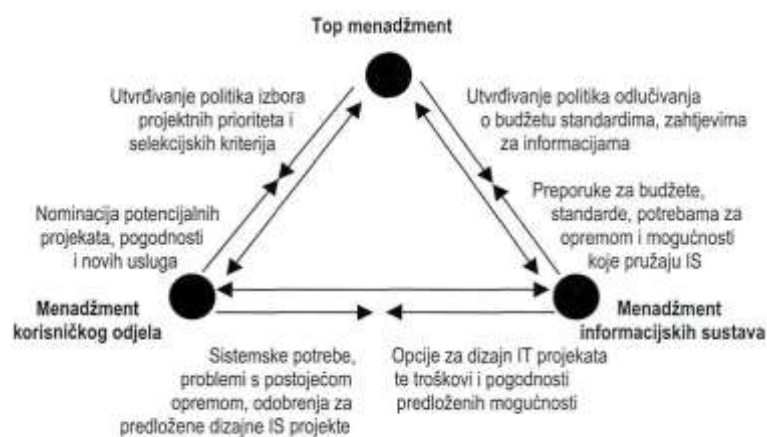 Top menadžment
Utvrđivanje politika izbora
projektnih prioriteta i
selekcijskih kriterija
Utvrđivanje politika odlučivanja
o budžetu standardima, zahtjevima
za informacijama
Nominacija potencijalnih
projekata, pogodnosti
i novih usluga
Preporuke za budžete,
standarde, potrebama za
opremom i mogućnosti
koje pružaju IS
Menadžment
korisničkog odjela
Menadžment
informacijskih sustava
Sistemske potrebe,
problemi s postojećom
opremom, odobrenja za
predložene dizajne IS projekte
Opcije za dizajn IT projekata
te troškovi i pogodnosti
predloženih mogućnosti